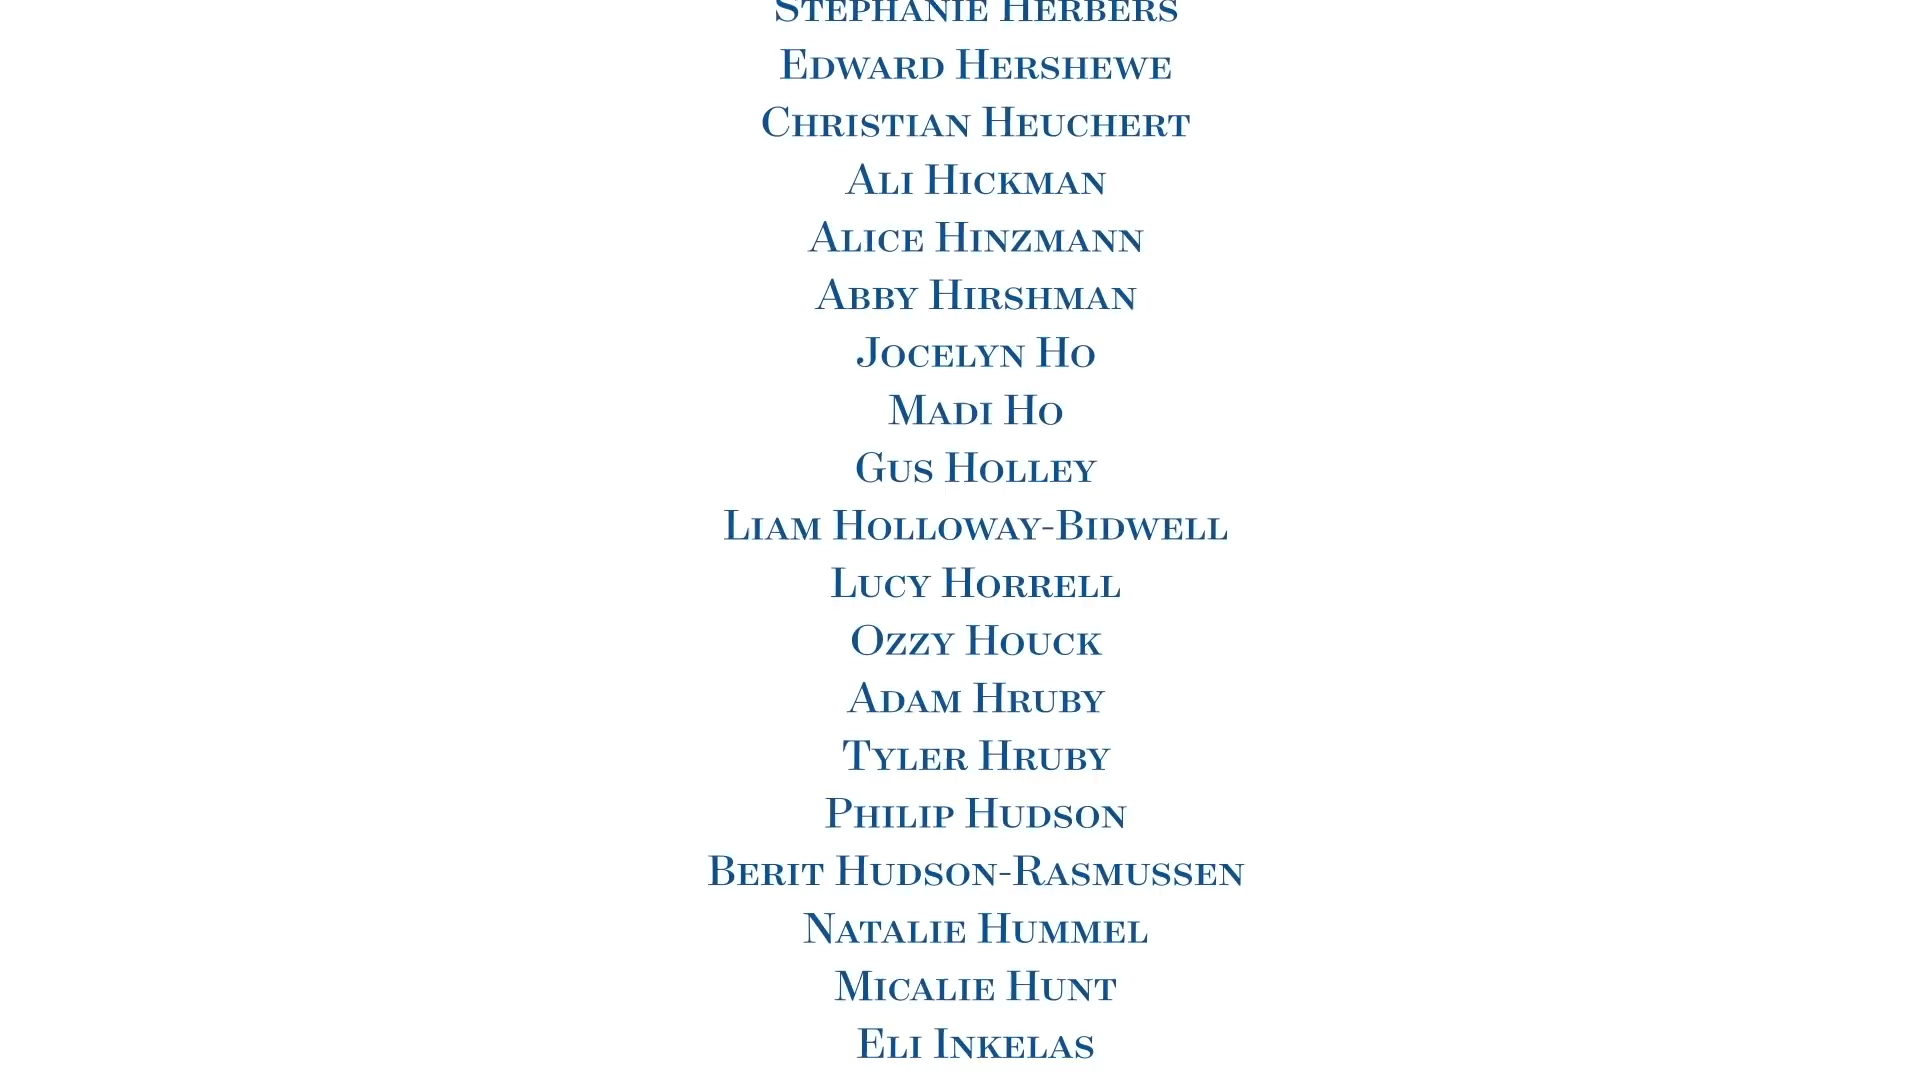 Stephanie Herbers
Edward Hershewe
Christian Heuchert
Ali Hickman
Alice Hinzmann
Abby Hirshman
Jocelyn Ho
Madi Ho
Gus Holley
Liam Holloway-Bidwell
Lucy Horrell
Ozzy Houck
Adam Hruby
Tyler Hruby
Philip Hudson
Berit Hudson-Rasmussen
Natalie Hummel
Micalie Hunt
Eli Inkelas